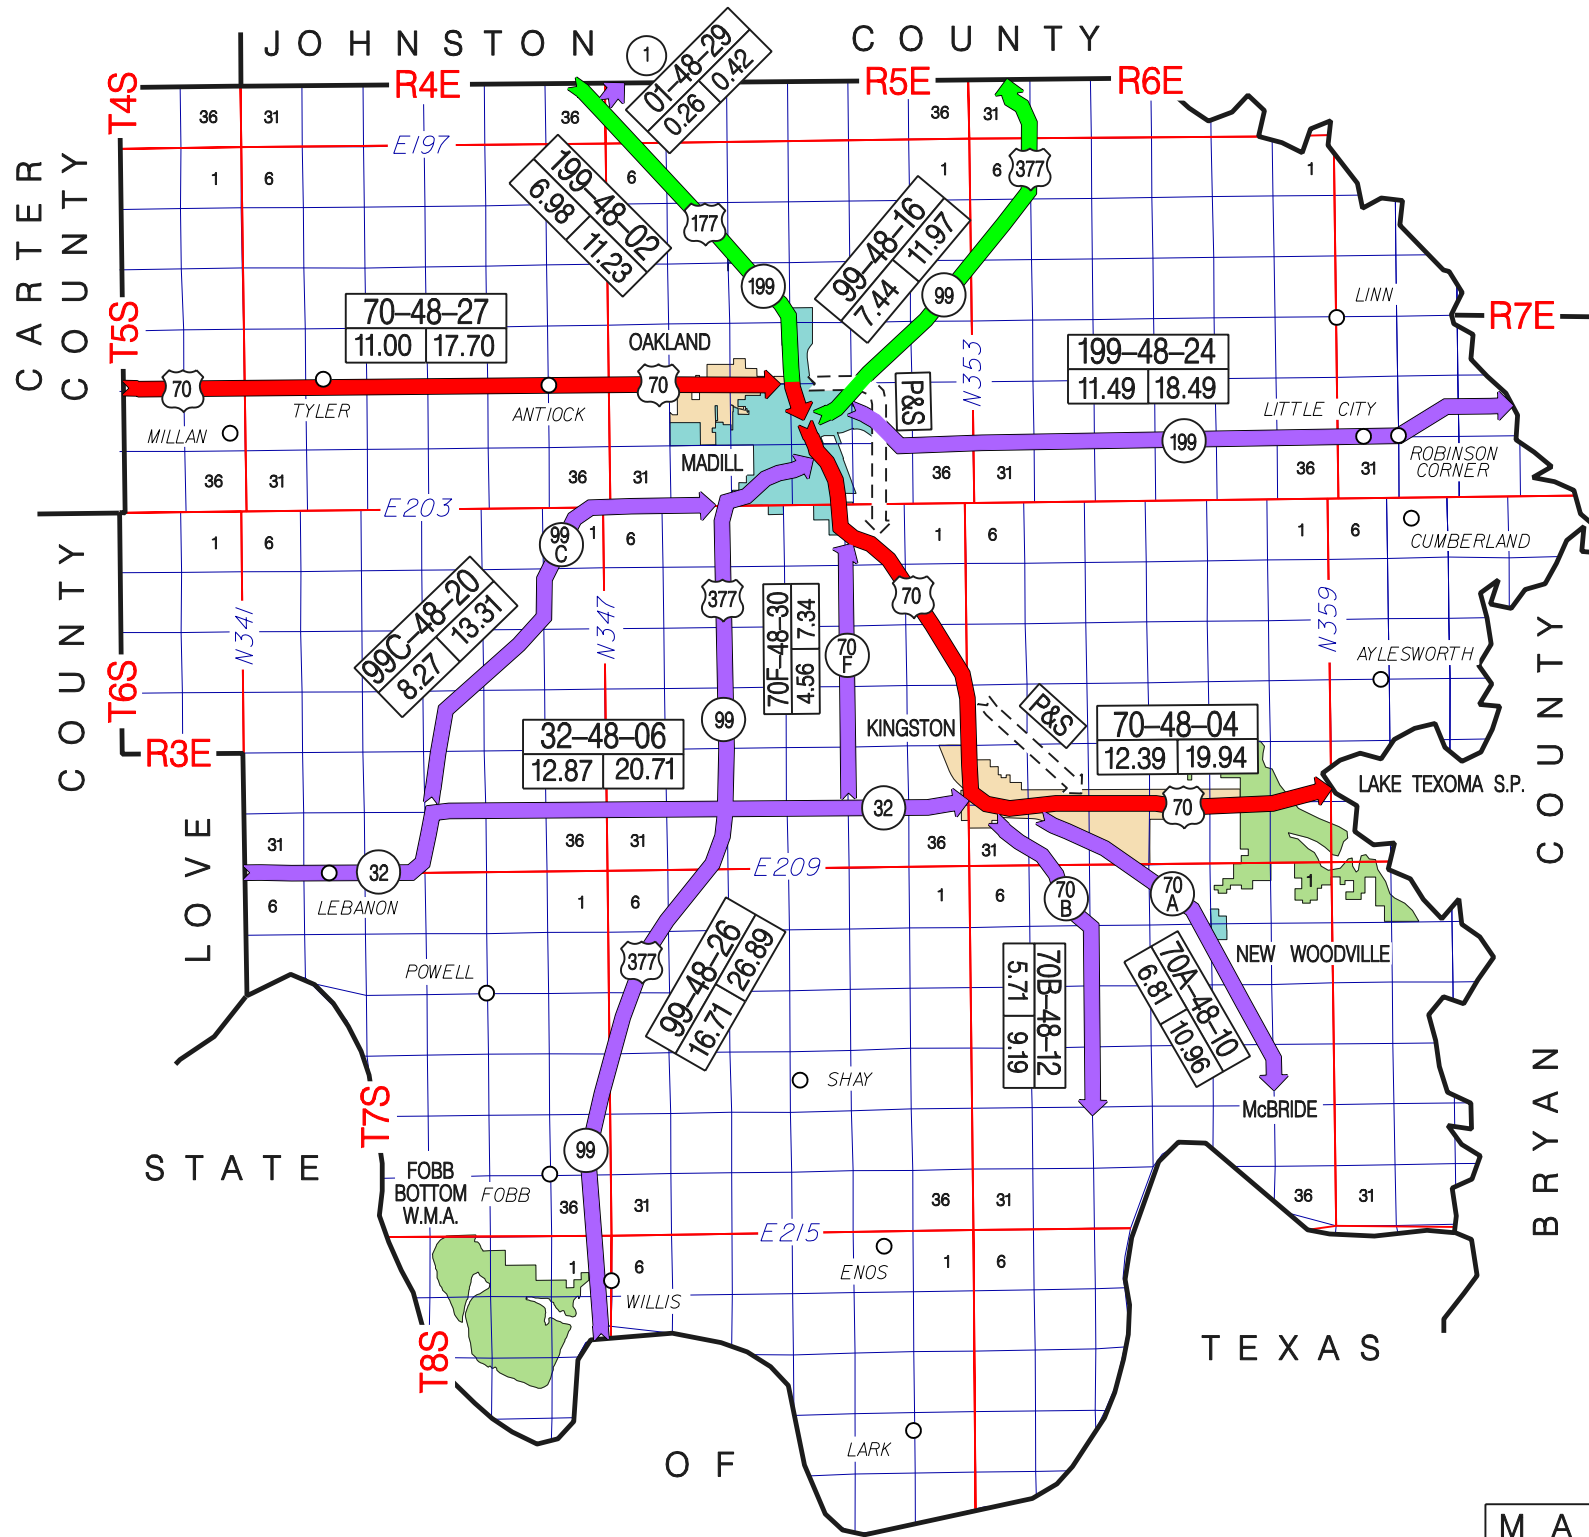 JOHNSTON COUNTY
1
01-48-29
0.26 0.42
T4S
R4E
R5E
R6E
36
31
36
36
31
E197
CARTER COUNTY
1
6
6
1
6
1
377
199-48-02
6.98 11.23
177
199
99-48-16
7.44 11.97
99
LINN
T5S
R7E
70-48-27
11.00 17.70
OAKLAND
N353
199-48-24
11.49 18.49
70
70
P&S
TYLER
ANTIOCK
LITTLE CITY
MILLAN
199
MADILL
ROBINSON
CORNER
36
31
36
31
36
31
36
31
E203
1
6
99
C
1
6
1
6
1
6
CUMBERLAND
COUNTY
99C-48-20
8.27 13.31
377
70F-48-30
4.56 7.34
70
N341
N347
N359
70
F
AYLESWORTH
T6S
99
P&S
32-48-06
12.87 20.71
KINGSTON
70-48-04
12.39 19.94
R3E
LAKE TEXOMA S.P.
COUNTY
32
70
LOVE
31
36
31
36
31
E209
32
6
LEBANON
1
6
1
6
1
70
B
70
A
99-48-26
16.71 26.89
377
POWELL
NEW WOODVILLE
70B-48-12
5.71 9.19
70A-48-10
6.81 10.96
SHAY
McBRIDE
T7S
BRYAN
STATE
99
FOBB
BOTTOM
W.M.A.
FOBB
36
31
36
31
36
31
E215
1
6
1
6
ENOS
WILLIS
T8S
TEXAS
LARK
OF
MA